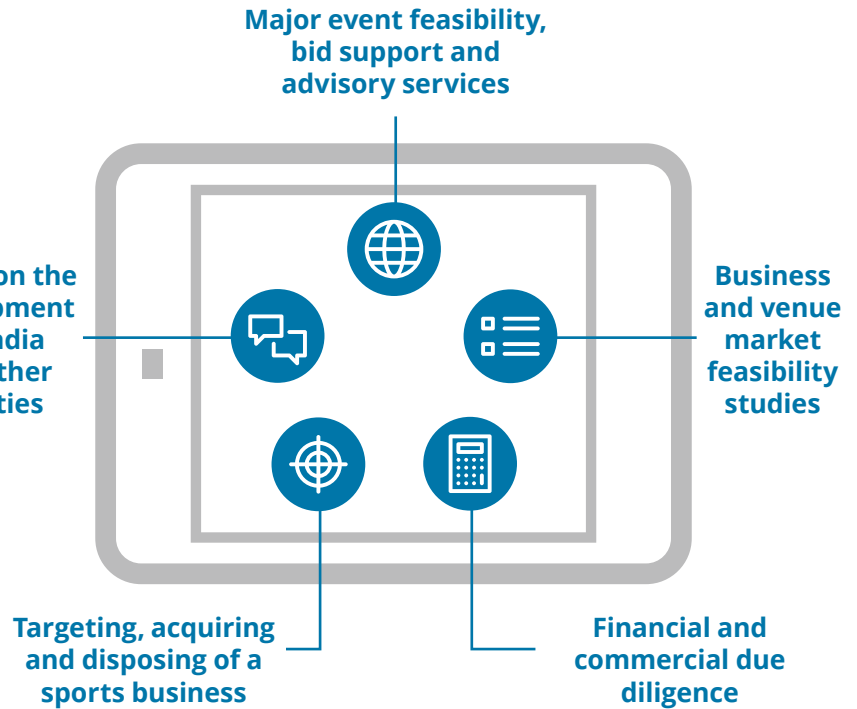 Major event feasibility,
bid support and
advisory services
on the
Business
and venue
market
feasibility
studies
Targeting, acquiring
and disposing of a
sports business
Financial and
commercial due
diligence